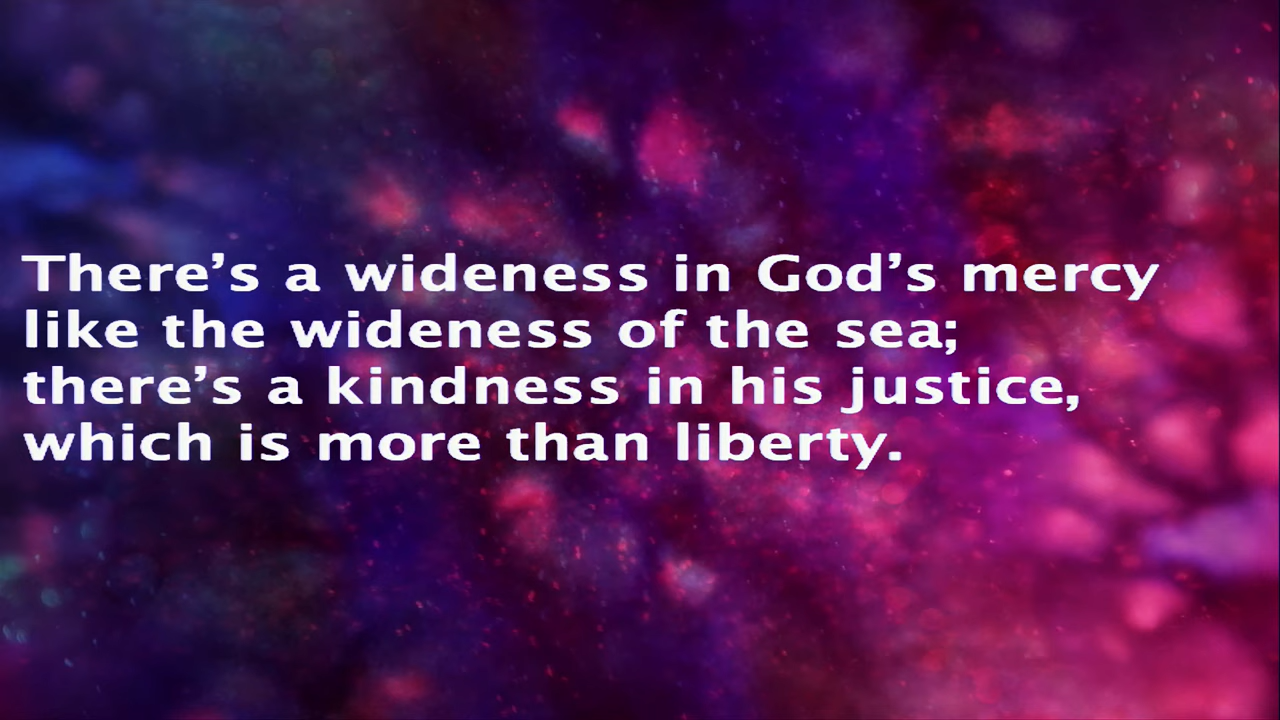 There’s a wideness in God’s mercy
like the wideness of the sea;
there’s a kindness in his justice,
which is more than liberty.